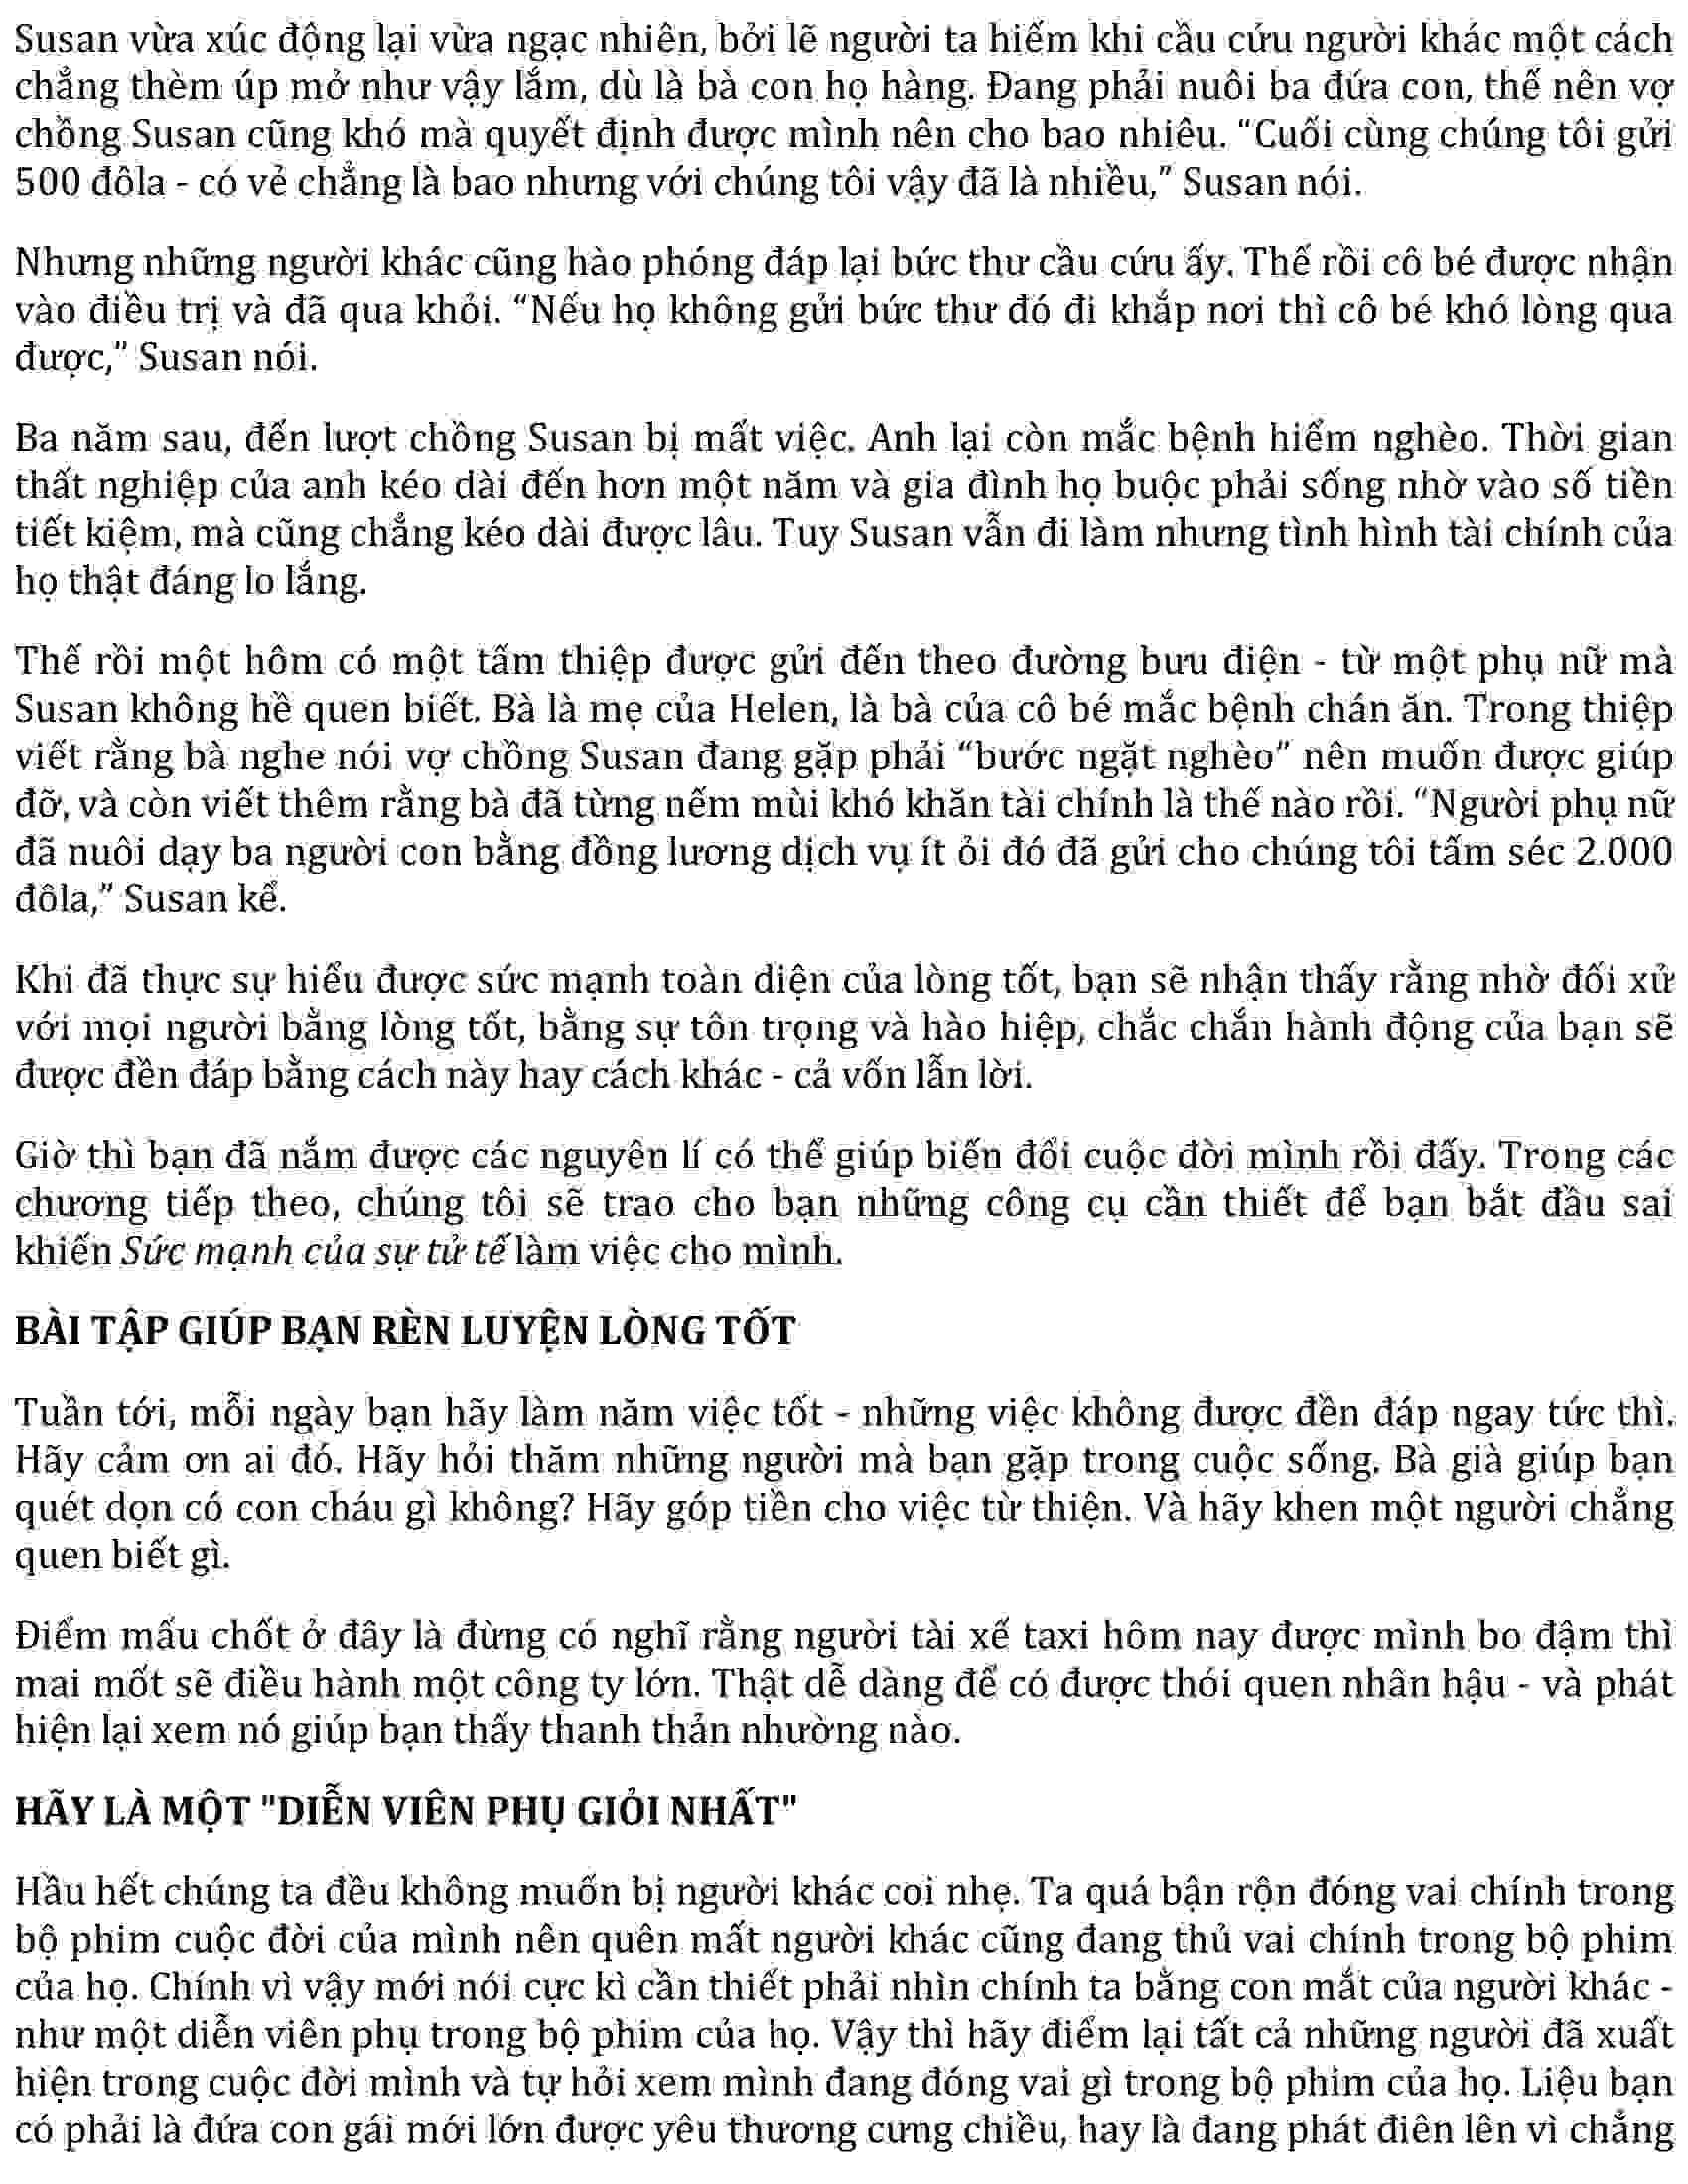 Susan vừa xúc động lại vừa ngạc nhiên, bởi lẽ người ta hiếm khi cầu cứu người khác một cách
chẳng thèm úp mở như vậy lắm, dù là bà con họ hàng. Đang phải nuôi ba đứa con, thế nên vợ
chồng Susan cũng khó mà quyết định được mình nên cho bao nhiêu. “Cuối cùng chúng tôi gửi
500 đôla - có vẻ chẳng là bao nhưng với chúng tôi vậy đã là nhiều,” Susan nói.
Nhưng những người khác cũng hào phóng đáp lại bức thư cầu cứu ấy. Thế rồi cô bé được nhận
vào điều trị và đã qua khỏi. “Nếu họ không gửi bức thư đó đi khắp nơi thì cô bé khó lòng qua
được,” Susan nói.
Ba năm sau, đến lượt chồng Susan bị mất việc. Anh lại còn mắc bệnh hiểm nghèo. Thời gian
thất nghiệp của anh kéo dài đến hơn một năm và gia đình họ buộc phải sống nhờ vào số tiền
tiết kiệm, mà cũng chẳng kéo dài được lâu. Tuy Susan vẫn đi làm nhưng tình hình tài chính của
họ thật đáng lo lắng.
Thế rồi một hôm có một tấm thiệp được gửi đến theo đường bưu điện - từ một phụ nữ mà
Susan không hề quen biết. Bà là mẹ của Helen, là bà của cô bé mắc bệnh chán ăn. Trong thiệp
viết rằng bà nghe nói vợ chồng Susan đang gặp phải “bước ngặt nghèo” nên muốn được giúp
đỡ, và còn viết thêm rằng bà đã từng nếm mùi khó khăn tài chính là thế nào rồi. “Người phụ nữ
đã nuôi dạy ba người con bằng đồng lương dịch vụ ít ỏi đó đã gửi cho chúng tôi tấm séc 2.000
đôla,” Susan kể.
Khi đã thực sự hiểu được sức mạnh toàn diện của lòng tốt, bạn sẽ nhận thấy rằng nhờ đối xử
với mọi người bằng lòng tốt, bằng sự tôn trọng và hào hiệp, chắc chắn hành động của bạn sẽ
được đền đáp bằng cách này hay cách khác - cả vốn lẫn lời.
Giờ thì bạn đã nắm được các nguyên lí có thể giúp biến đổi cuộc đời mình rồi đấy. Trong các
chương tiếp theo, chúng tôi sẽ trao cho bạn những công cụ cần thiết để bạn bắt đầu sai
khiến Sức mạnh của sự tử tế làm việc cho mình.
BÀI TẬP GIÚP BẠN RÈN LUYỆN LÒNG TỐT
Tuần tới, mỗi ngày bạn hãy làm năm việc tốt - những việc không được đền đáp ngay tức thì.
Hãy cảm ơn ai đó. Hãy hỏi thăm những người mà bạn gặp trong cuộc sống. Bà già giúp bạn
quét dọn có con cháu gì không? Hãy góp tiền cho việc từ thiện. Và hãy khen một người chẳng
quen biết gì.
Điểm mấu chốt ở đây là đừng có nghĩ rằng người tài xế taxi hôm nay được mình bo đậm thì
mai mốt sẽ điều hành một công ty lớn. Thật dễ dàng để có được thói quen nhân hậu - và phát
hiện lại xem nó giúp bạn thấy thanh thản nhường nào.
HÃY LÀ MỘT "DIỄN VIÊN PHỤ GIỎI NHẤT"
Hầu hết chúng ta đều không muốn bị người khác coi nhẹ. Ta quá bận rộn đóng vai chính trong
bộ phim cuộc đời của mình nên quên mất người khác cũng đang thủ vai chính trong bộ phim
của họ. Chính vì vậy mới nói cực kì cần thiết phải nhìn chính ta bằng con mắt của người khác -
như một diễn viên phụ trong bộ phim của họ. Vậy thì hãy điểm lại tất cả những người đã xuất
hiện trong cuộc đời mình và tự hỏi xem mình đang đóng vai gì trong bộ phim của họ. Liệu bạn
có phải là đứa con gái mới lớn được yêu thương cưng chiều, hay là đang phát điên lên vì chẳng